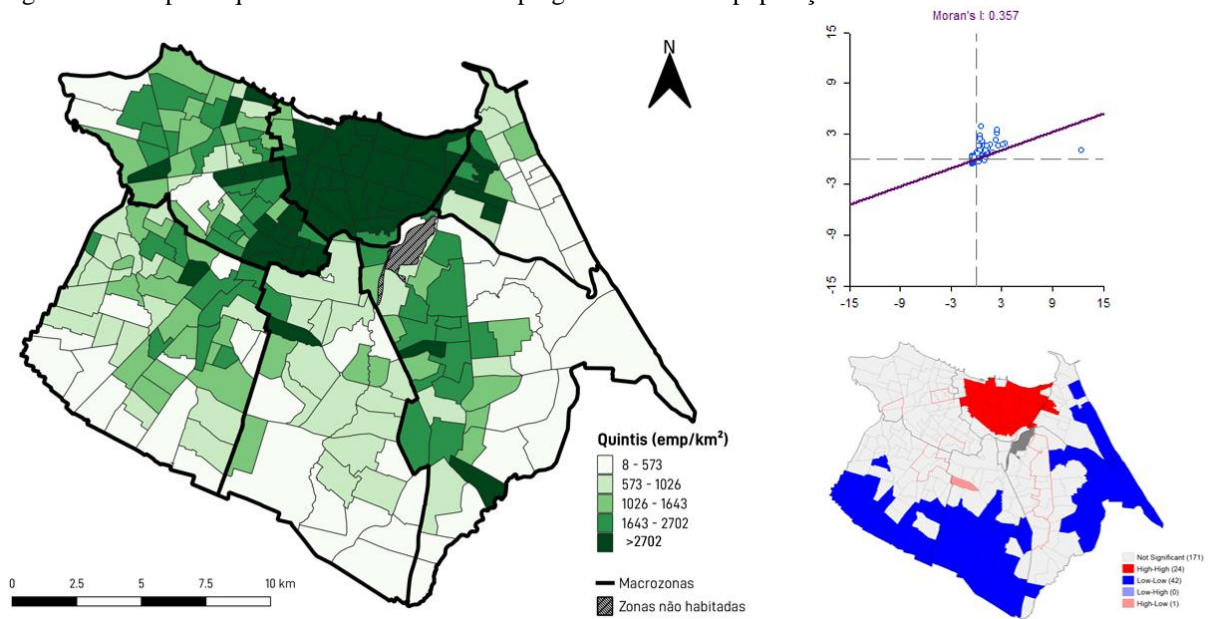 Moran's I: 0.357
15
9
3
-3
-9
-15
-15
-9
-3
3
9
15
N
Quintis (emp/km²)
8 - 573
573 - 1026
1026 - 1643
1643 - 2702
>2702
Macrozonas
Zonas não habitadas
0
2.5
5
7.5
10 km
Not Significant (171)
High-High (24)
Low-Low (42)
Low-High (0)
High-Low (1)